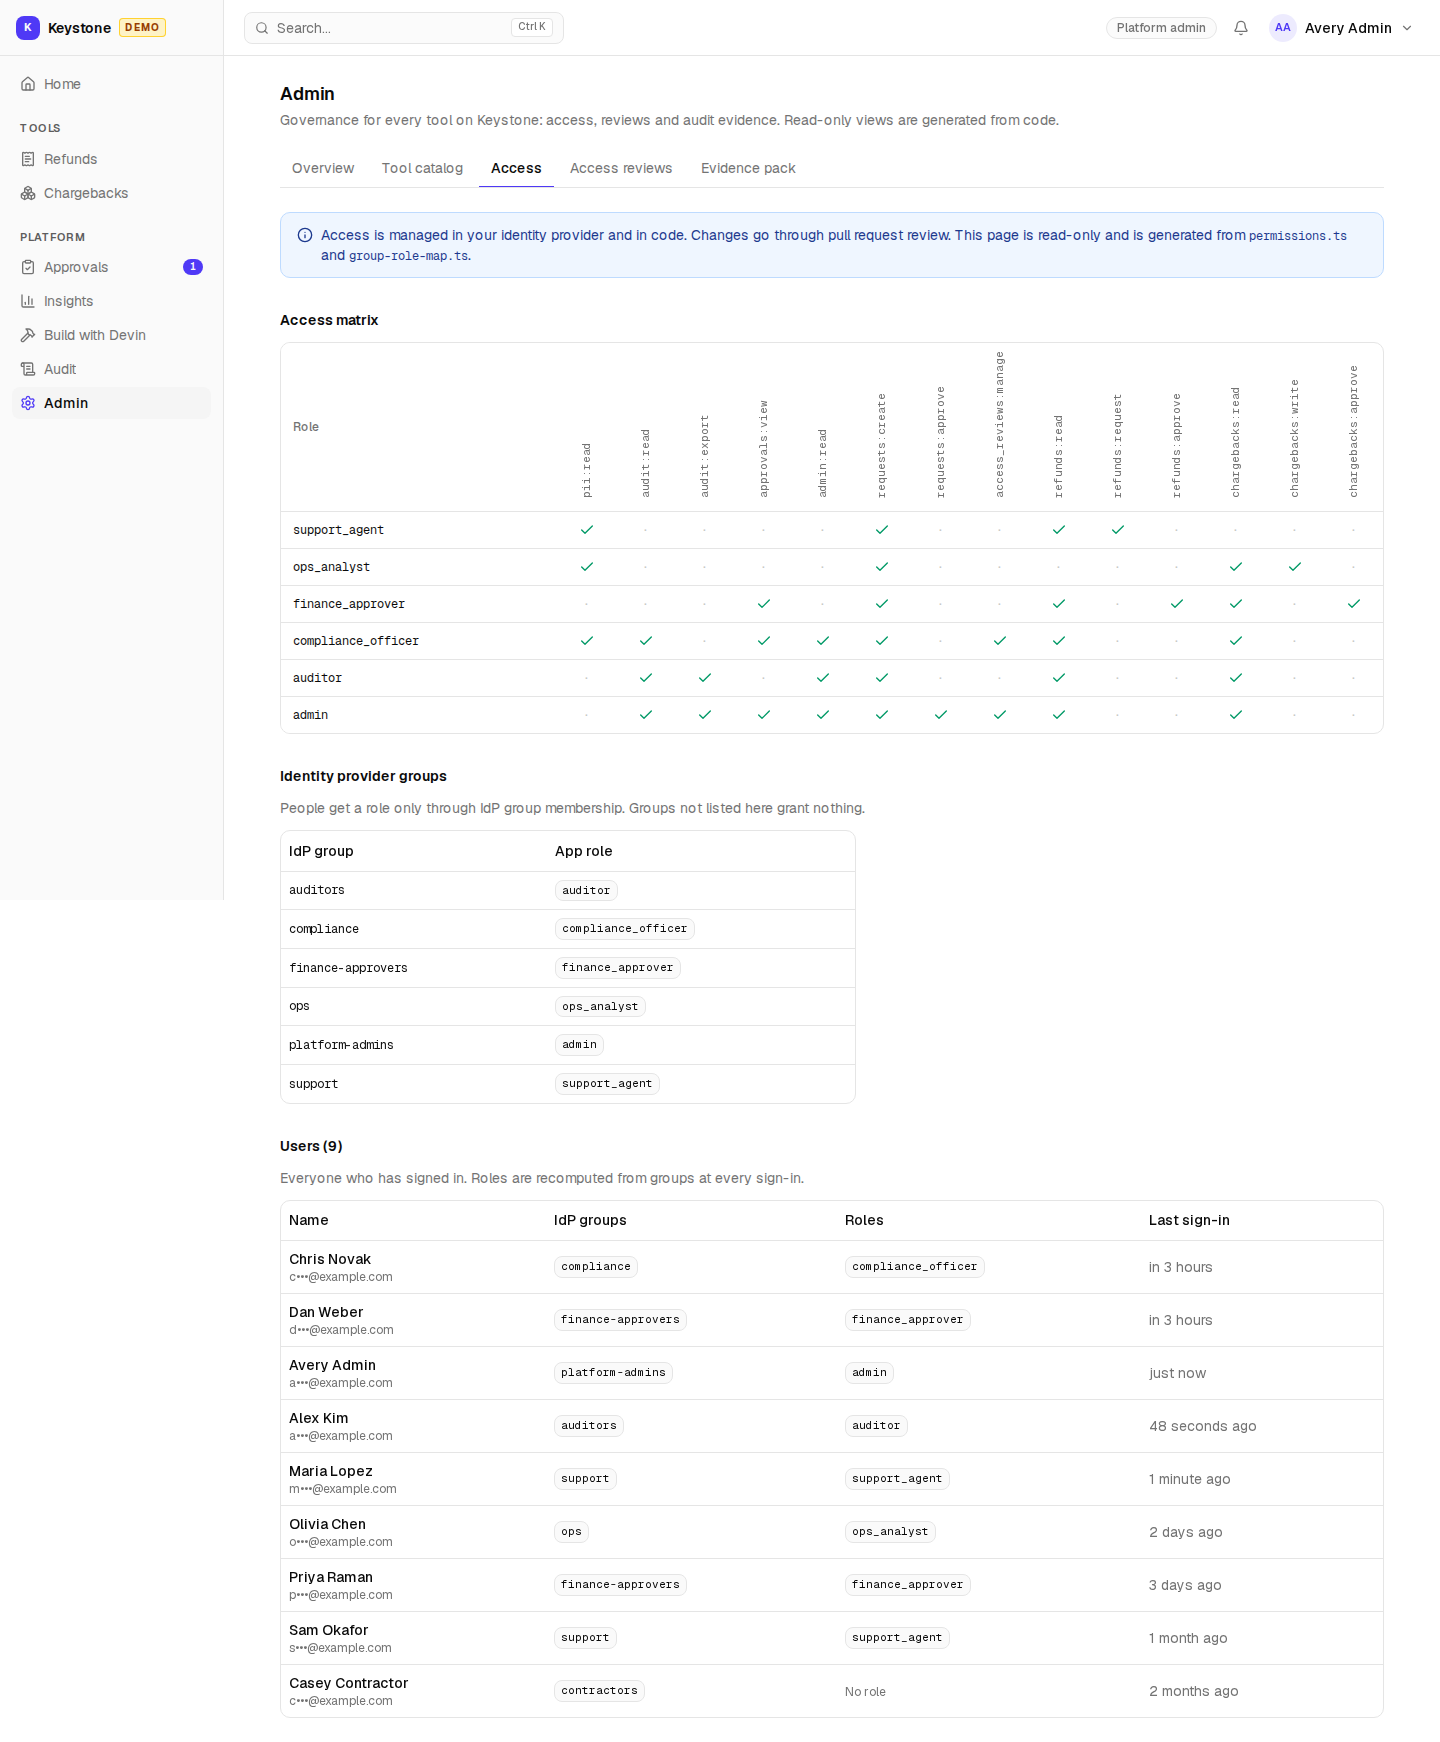 K Keystone DEMO
Search... Ctrl K
Platform admin
AA Avery Admin
Home
TOOLS
Refunds
Chargebacks
PLATFORM
Approvals 1
Insights
Build with Devin
Audit
Admin
Admin
Governance for every tool on Keystone: access, reviews and audit evidence. Read-only views are generated from code.
Overview Tool catalog Access Access reviews Evidence pack
Access is managed in your identity provider and in code. Changes go through pull request review. This page is read-only and is generated from permissions.ts
and group-role-map.ts.
Access matrix
Role
pii:read
audit:read
audit:export
approvals:view
admin:read
requests:create
requests:approve
access_reviews:manage
refunds:read
refunds:request
refunds:approve
chargebacks:read
chargebacks:write
chargebacks:approve
support_agent
ops_analyst
finance_approver
compliance_officer
auditor
admin
Identity provider groups
People get a role only through IdP group membership. Groups not listed here grant nothing.
IdP group App role
auditors auditor
compliance compliance_officer
finance-approvers finance_approver
ops ops_analyst
platform-admins admin
support support_agent
Users (9)
Everyone who has signed in. Roles are recomputed from groups at every sign-in.
Name IdP groups Roles Last sign-in
Chris Novak
c•••@example.com
compliance compliance_officer in 3 hours
Dan Weber
d•••@example.com
finance-approvers finance_approver in 3 hours
Avery Admin
a•••@example.com
platform-admins admin just now
Alex Kim
a•••@example.com
auditors auditor 48 seconds ago
Maria Lopez
m•••@example.com
support support_agent 1 minute ago
Olivia Chen
o•••@example.com
ops ops_analyst 2 days ago
Priya Raman
p•••@example.com
finance-approvers finance_approver 3 days ago
Sam Okafor
s•••@example.com
support support_agent 1 month ago
Casey Contractor
c•••@example.com
contractors No role 2 months ago